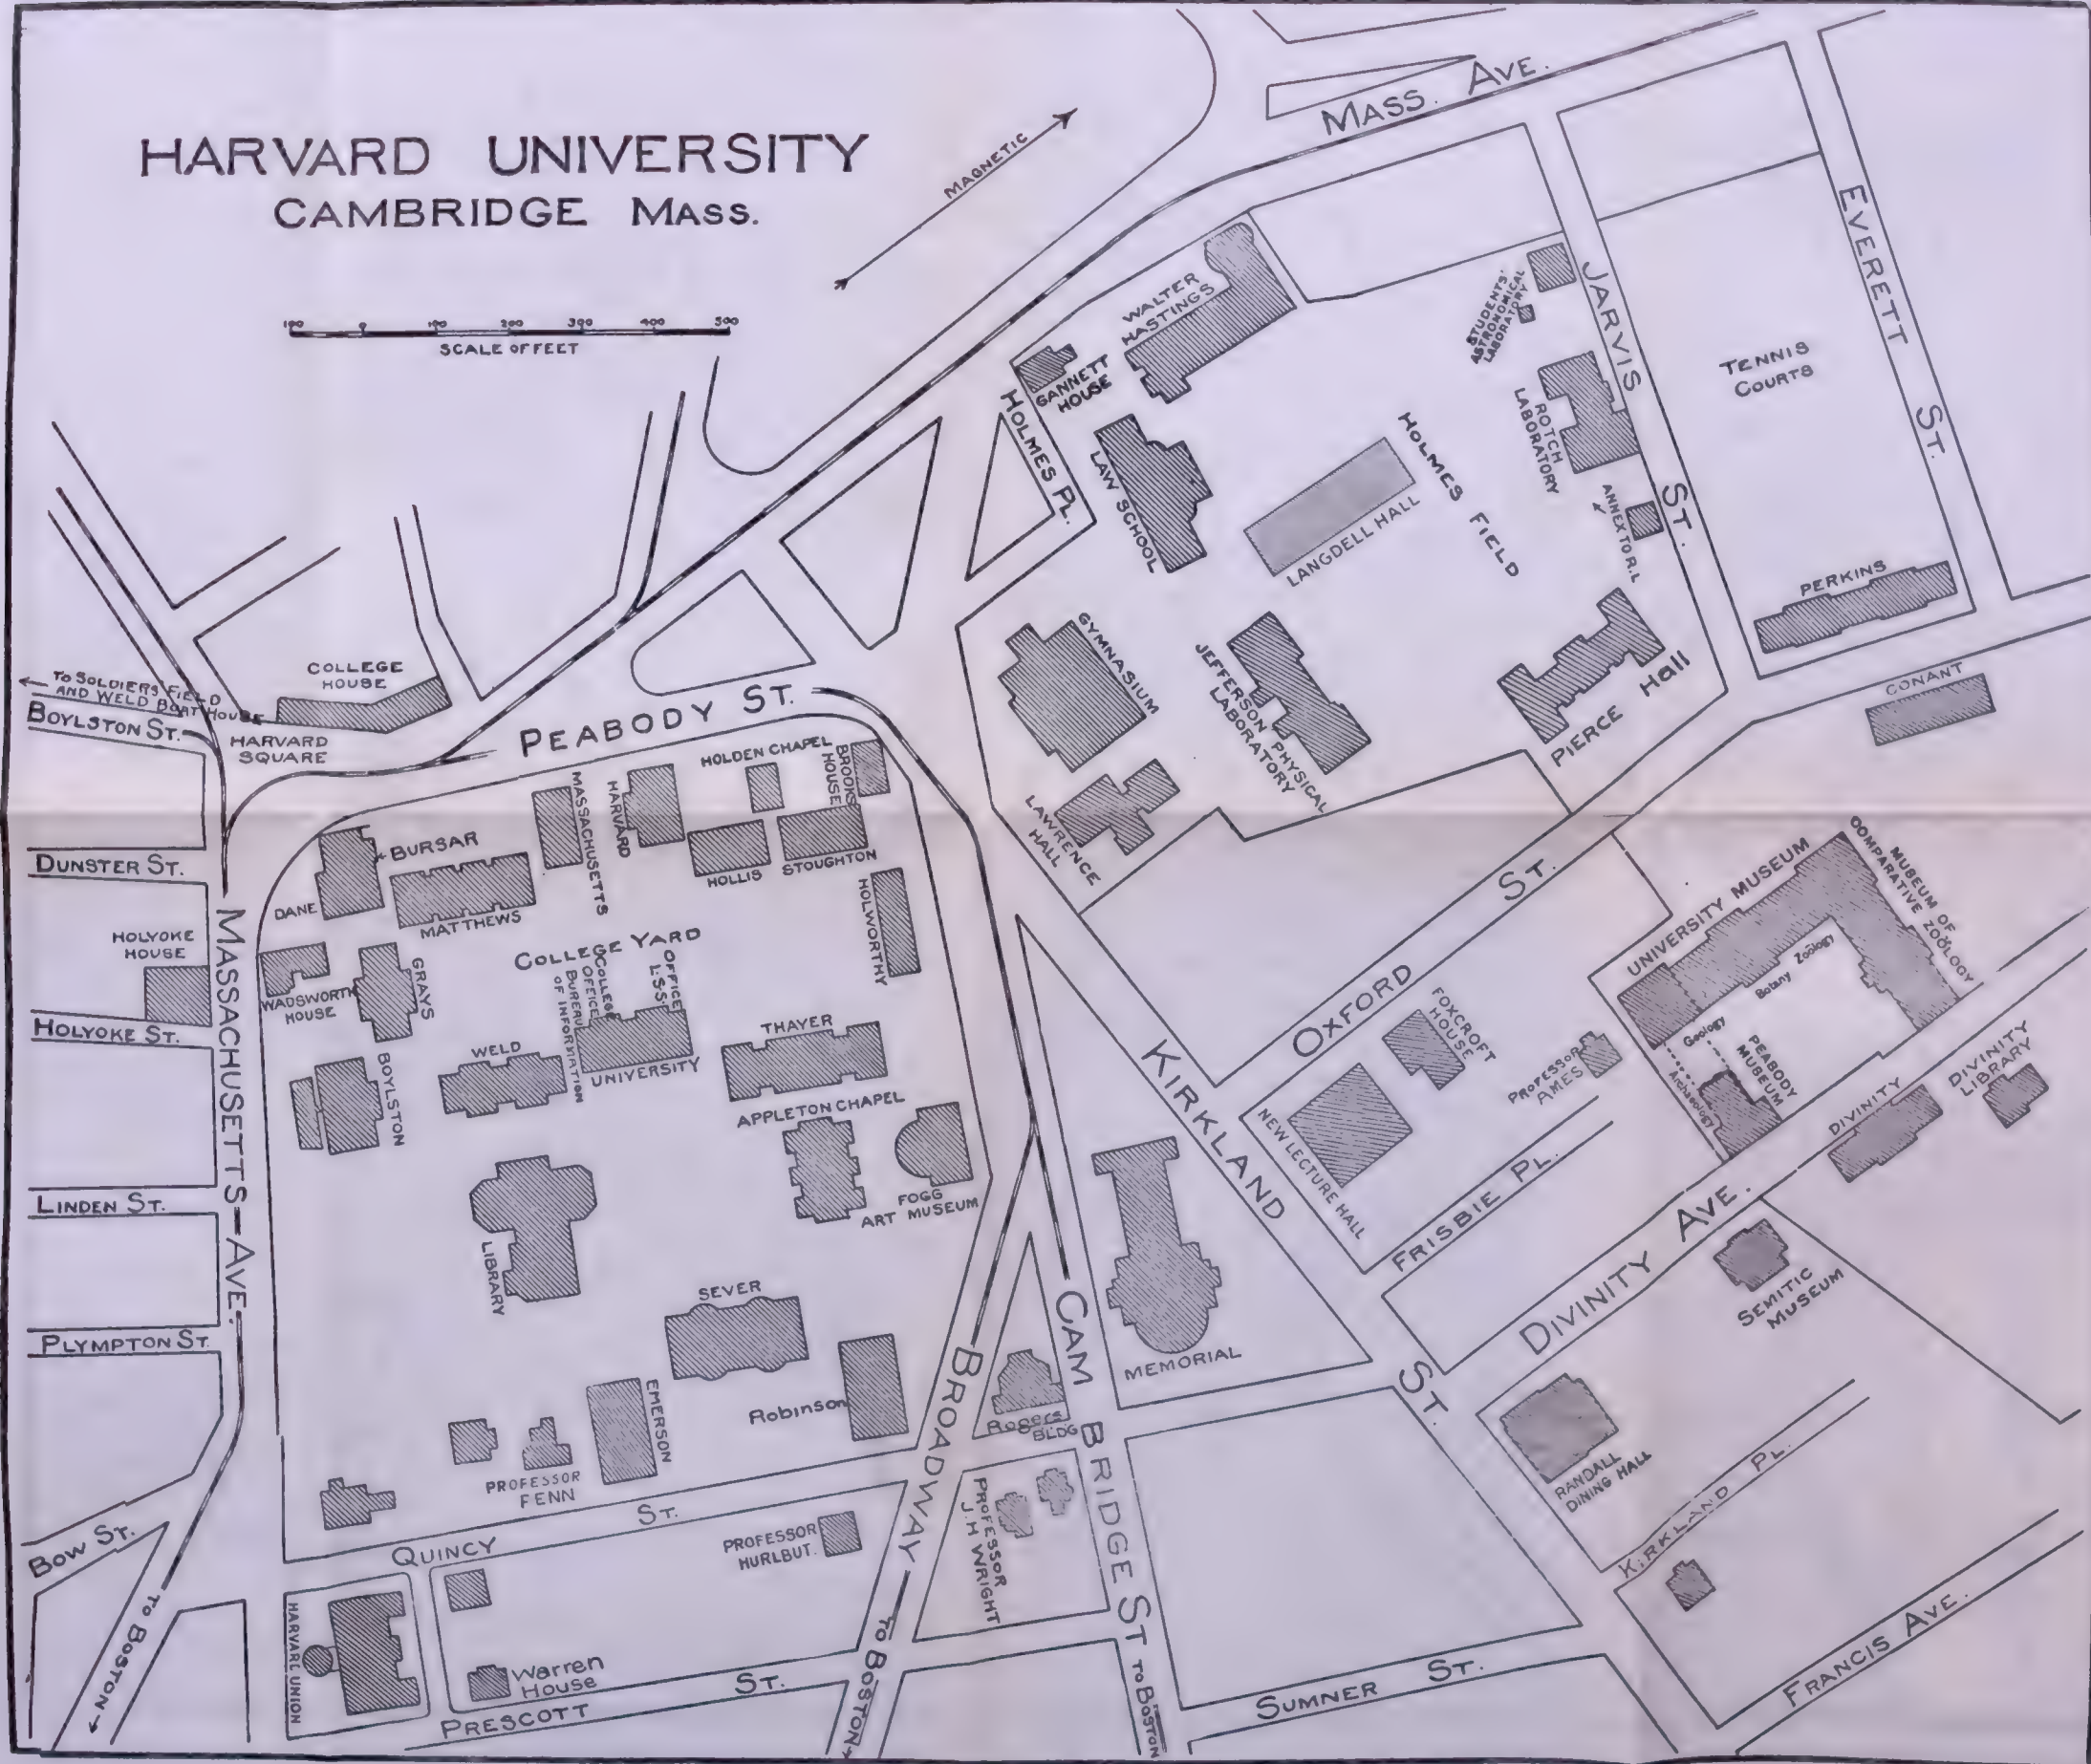 HARVARD UNIVERSITY
CAMBRIDGE MASS.
MAGNETIC
100 0 100 200 300 400 500
SCALE OF FEET
MASS. AVE.
EVERETT ST.
JARVIS ST.
TENNIS
COURTS
WALTER
HASTINGS
STUDENTS'
ASTRONOMICAL
LABORATORY
GANNETT
HOUSE
HOLMES PL.
LAW SCHOOL
HOLMES FIELD
LANGDELL HALL
ROTCH
LABORATORY
ANNEX TO R.L
PERKINS
CONANT
GYMNASIUM
JEFFERSON PHYSICAL
LABORATORY
PIERCE Hall
LAWRENCE
HALL
COLLEGE
HOUSE
← TO SOLDIERS FIELD
AND WELD BOAT HOUSE
BOYLSTON ST.
HARVARD
SQUARE
PEABODY ST.
HOLDEN CHAPEL
BROOKS
HOUSE
MASSACHUSETTS
HARVARD
HOLLIS
STOUGHTON
HOLWORTHY
BURSAR
DANE
MATTHEWS
DUNSTER ST.
HOLYOKE
HOUSE
HOLYOKE ST.
MASSACHUSETTS AVE.
WADSWORTH
HOUSE
GRAYS
COLLEGE YARD
COLLEGE
OFFICE
BUREAU
OF INFORMATION
OFFICE
L.S.S.
UNIVERSITY
WELD
BOYLSTON
THAYER
APPLETON CHAPEL
FOGG
ART MUSEUM
LIBRARY
SEVER
EMERSON
Robinson
PROFESSOR
FENN
LINDEN ST.
PLYMPTON ST.
BOW ST.
TO BOSTON →
QUINCY ST.
HARVARD UNION
PROFESSOR
HURLBUT.
Warren
House
PRESCOTT ST.
BROADWAY
TO BOSTON →
CAMBRIDGE ST
TO BOSTON
Rogers
BLDG
PROFESSOR
J.H WRIGHT
MEMORIAL
KIRKLAND ST.
OXFORD ST.
FOXCROFT
HOUSE
NEW LECTURE HALL
PROFESSOR
AMES
FRISBIE PL.
UNIVERSITY MUSEUM
MUSEUM OF
COMPARATIVE ZOÖLOGY
Zoology
Botany
Geology
Archaeology
PEABODY
MUSEUM
DIVINITY
DIVINITY
LIBRARY
DIVINITY AVE.
SEMITIC
MUSEUM
RANDALL
DINING HALL
KIRKLAND PL.
FRANCIS AVE.
SUMNER ST.